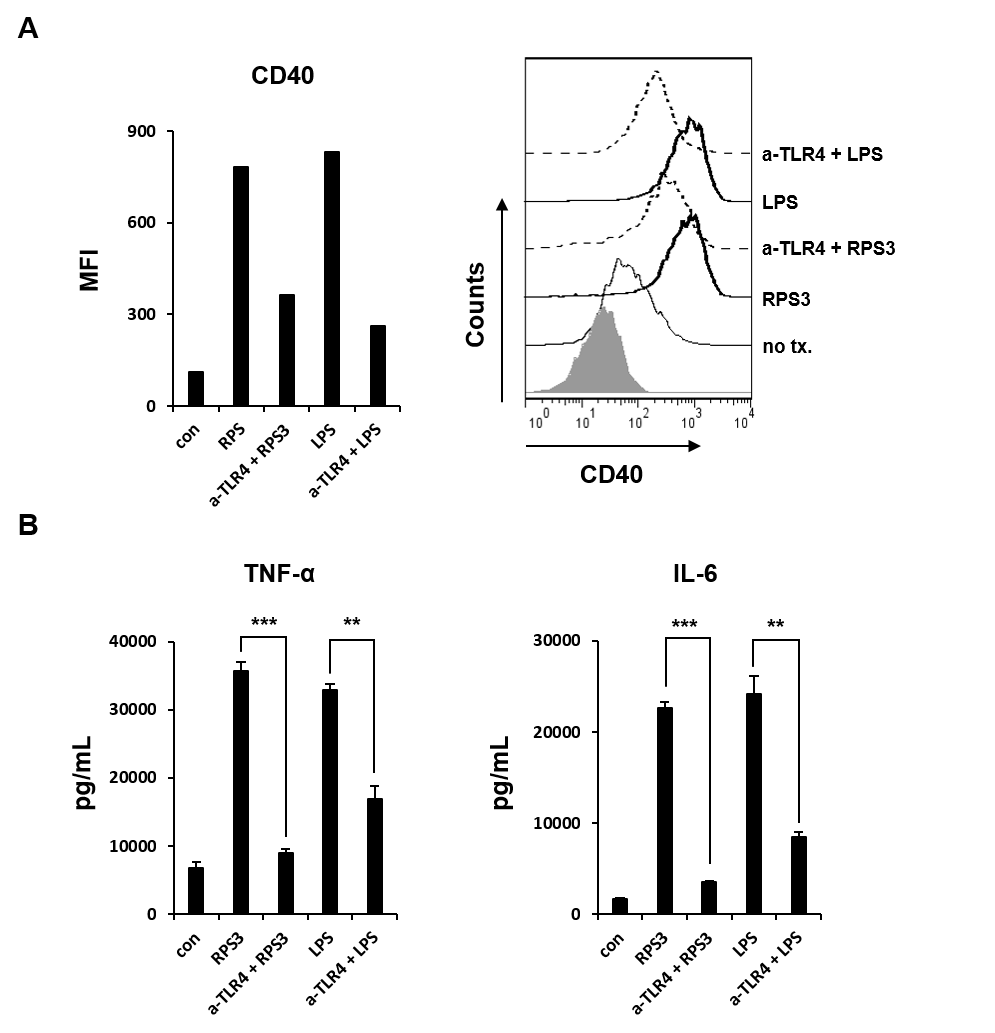 A
CD40
MFI
900
600
300
0
con
RPS
a-TLR4 + RPS3
LPS
a-TLR4 + LPS
Counts
a-TLR4 + LPS
LPS
a-TLR4 + RPS3
RPS3
no tx.
10^0 10^1 10^2 10^3 10^4
CD40
B
TNF-α
pg/mL
40000
30000
20000
10000
0
***
**
con
RPS3
a-TLR4 + RPS3
LPS
a-TLR4 + LPS
IL-6
pg/mL
30000
20000
10000
0
***
**
con
RPS3
a-TLR4 + RPS3
LPS
a-TLR4 + LPS